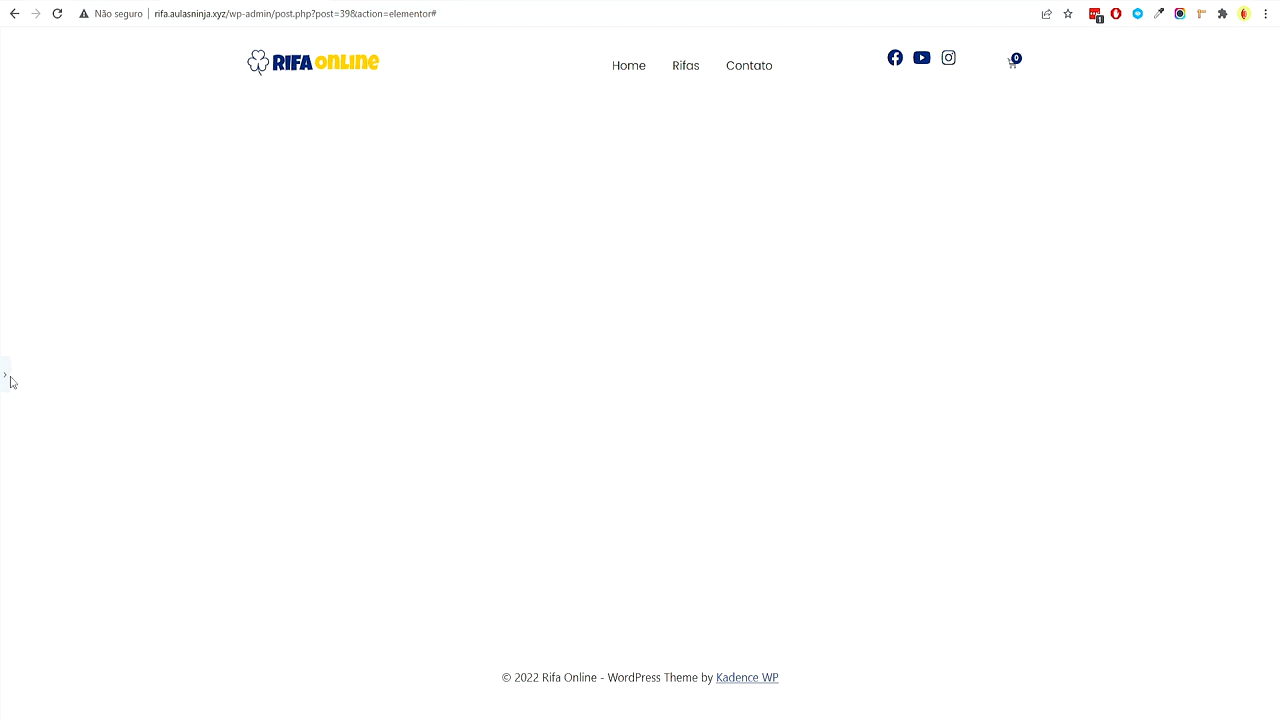 Não seguro
rifa.aulasninja.xyz/wp-admin/post.php?post=39&action=elementor#
1
RIFA ONLINE
Home
Rifas
Contato
0
© 2022 Rifa Online - WordPress Theme by Kadence WP